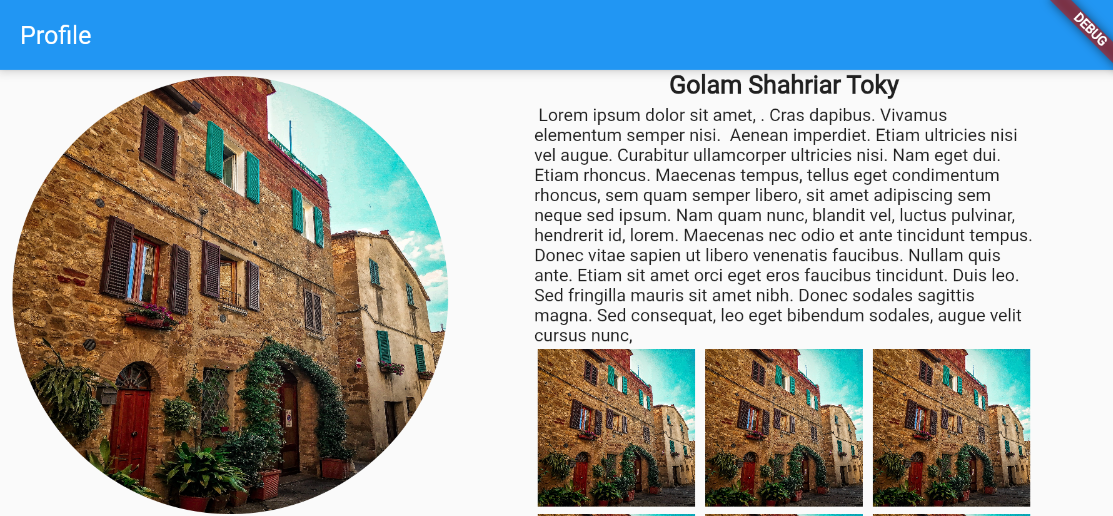 Profile
DEBUG
Golam Shahriar Toky
Lorem ipsum dolor sit amet, . Cras dapibus. Vivamus
elementum semper nisi.  Aenean imperdiet. Etiam ultricies nisi
vel augue. Curabitur ullamcorper ultricies nisi. Nam eget dui.
Etiam rhoncus. Maecenas tempus, tellus eget condimentum
rhoncus, sem quam semper libero, sit amet adipiscing sem
neque sed ipsum. Nam quam nunc, blandit vel, luctus pulvinar,
hendrerit id, lorem. Maecenas nec odio et ante tincidunt tempus.
Donec vitae sapien ut libero venenatis faucibus. Nullam quis
ante. Etiam sit amet orci eget eros faucibus tincidunt. Duis leo.
Sed fringilla mauris sit amet nibh. Donec sodales sagittis
magna. Sed consequat, leo eget bibendum sodales, augue velit
cursus nunc,